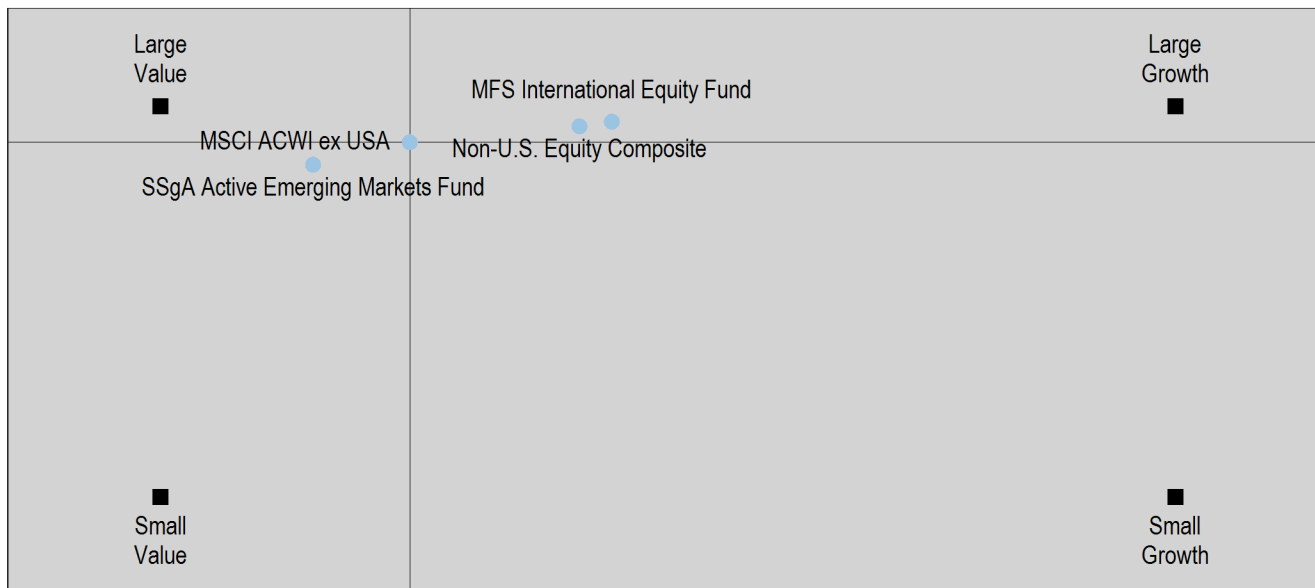 Large
Value
Large
Growth
MFS International Equity Fund
MSCI ACWI ex USA
Non-U.S. Equity Composite
SSgA Active Emerging Markets Fund
Small
Value
Small
Growth